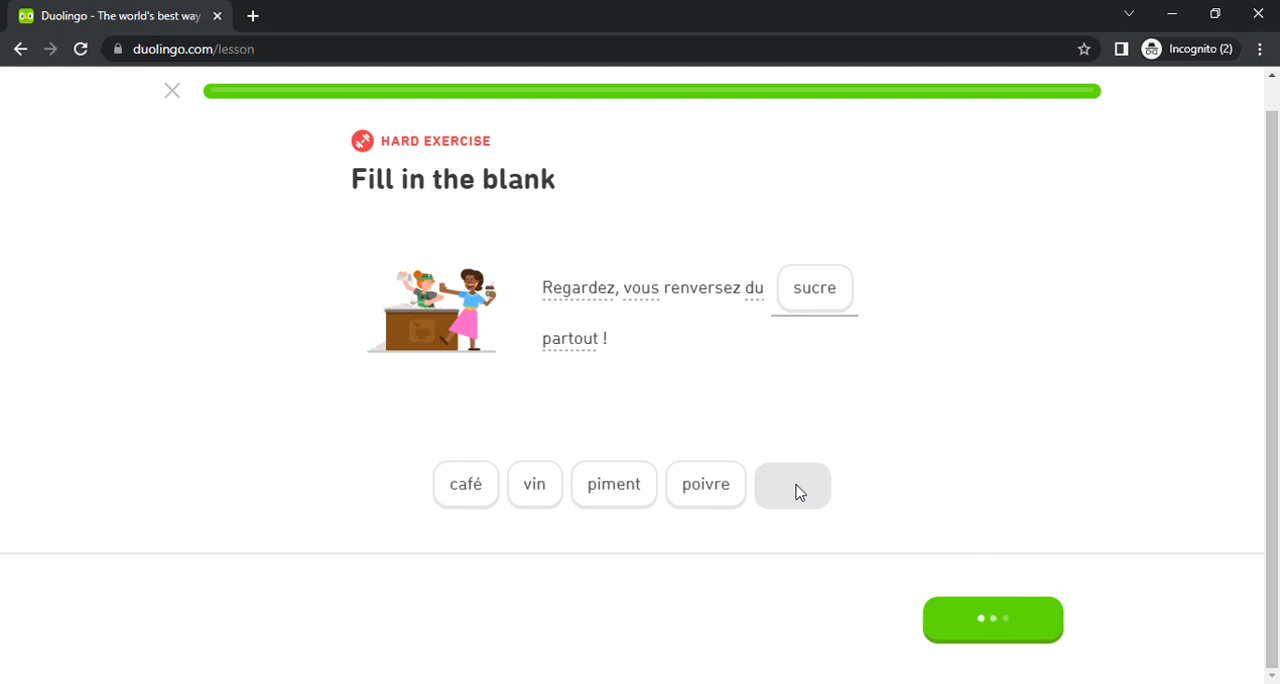 Duolingo - The world's best way
duolingo.com/lesson
Incognito (2)
HARD EXERCISE
Fill in the blank
Regardez, vous renversez du sucre
partout !
café vin piment poivre